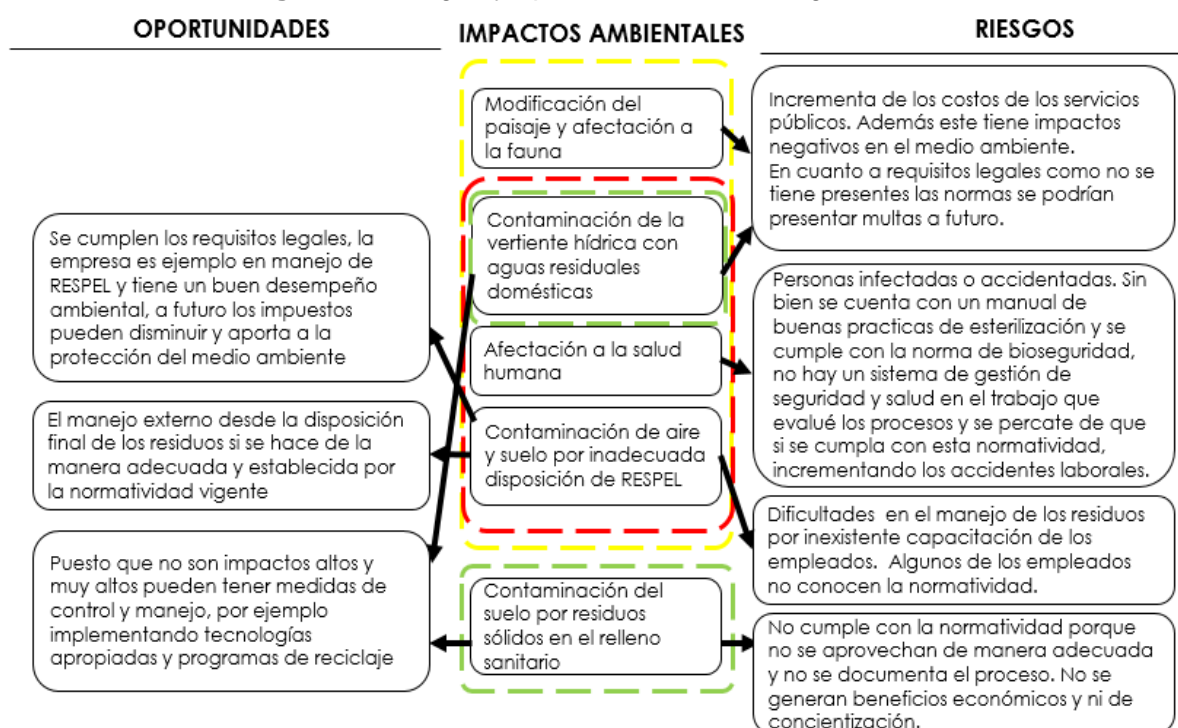 OPORTUNIDADES
IMPACTOS AMBIENTALES
RIESGOS
Se cumplen los requisitos legales, la
empresa es ejemplo en manejo de
RESPEL y tiene un buen desempeño
ambiental, a futuro los impuestos
pueden disminuir y aporta a la
protección del medio ambiente
El manejo externo desde la disposición
final de los residuos si se hace de la
manera adecuada y establecida por
la normatividad vigente
Puesto que no son impactos altos y
muy altos pueden tener medidas de
control y manejo, por ejemplo
implementando tecnologías
apropiadas y programas de reciclaje
Modificación del
paisaje y afectación a
la fauna
Contaminación de la
vertiente hídrica con
aguas residuales
domésticas
Afectación a la salud
humana
Contaminación de aire
y suelo por inadecuada
disposición de RESPEL
Contaminación del
suelo por residuos
sólidos en el relleno
sanitario
Incrementa de los costos de los servicios
públicos. Además este tiene impactos
negativos en el medio ambiente.
En cuanto a requisitos legales como no se
tiene presentes las normas se podrían
presentar multas a futuro.
Personas infectadas o accidentadas. Sin
bien se cuenta con un manual de
buenas practicas de esterilización y se
cumple con la norma de bioseguridad,
no hay un sistema de gestión de
seguridad y salud en el trabajo que
evalué los procesos y se percate de que
si se cumpla con esta normatividad,
incrementando los accidentes laborales.
Dificultades en el manejo de los residuos
por inexistente capacitación de los
empleados. Algunos de los empleados
no conocen la normatividad.
No cumple con la normatividad porque
no se aprovechan de manera adecuada
y no se documenta el proceso. No se
generan beneficios económicos y ni de
concientización.